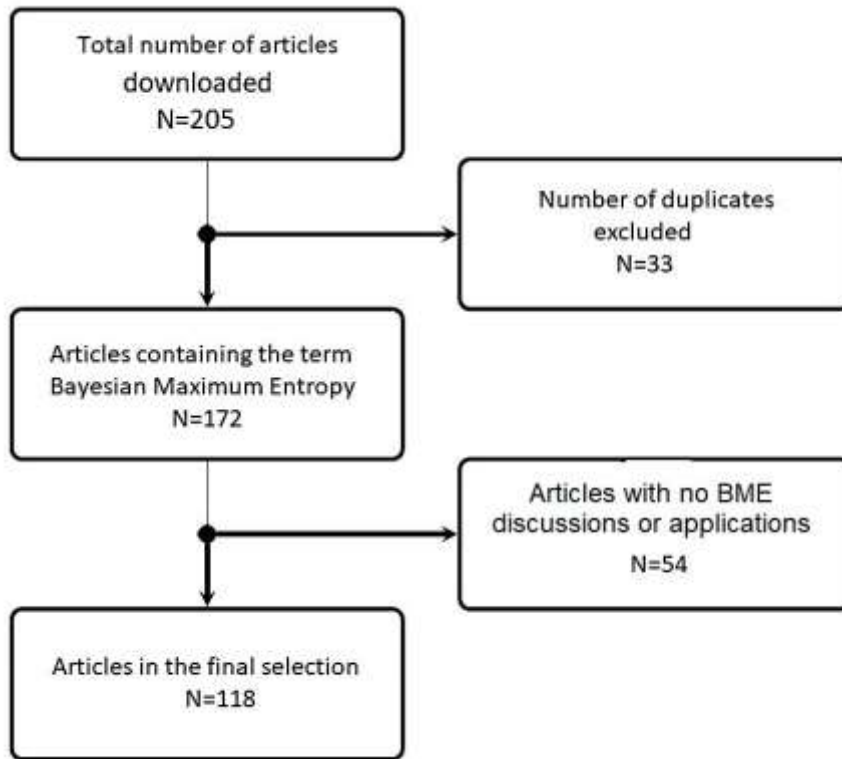 Total number of articles
downloaded
N=205
Number of duplicates
excluded
N=33
Articles containing the term
Bayesian Maximum Entropy
N=172
Articles with no BME
discussions or applications
N=54
Articles in the final selection
N=118